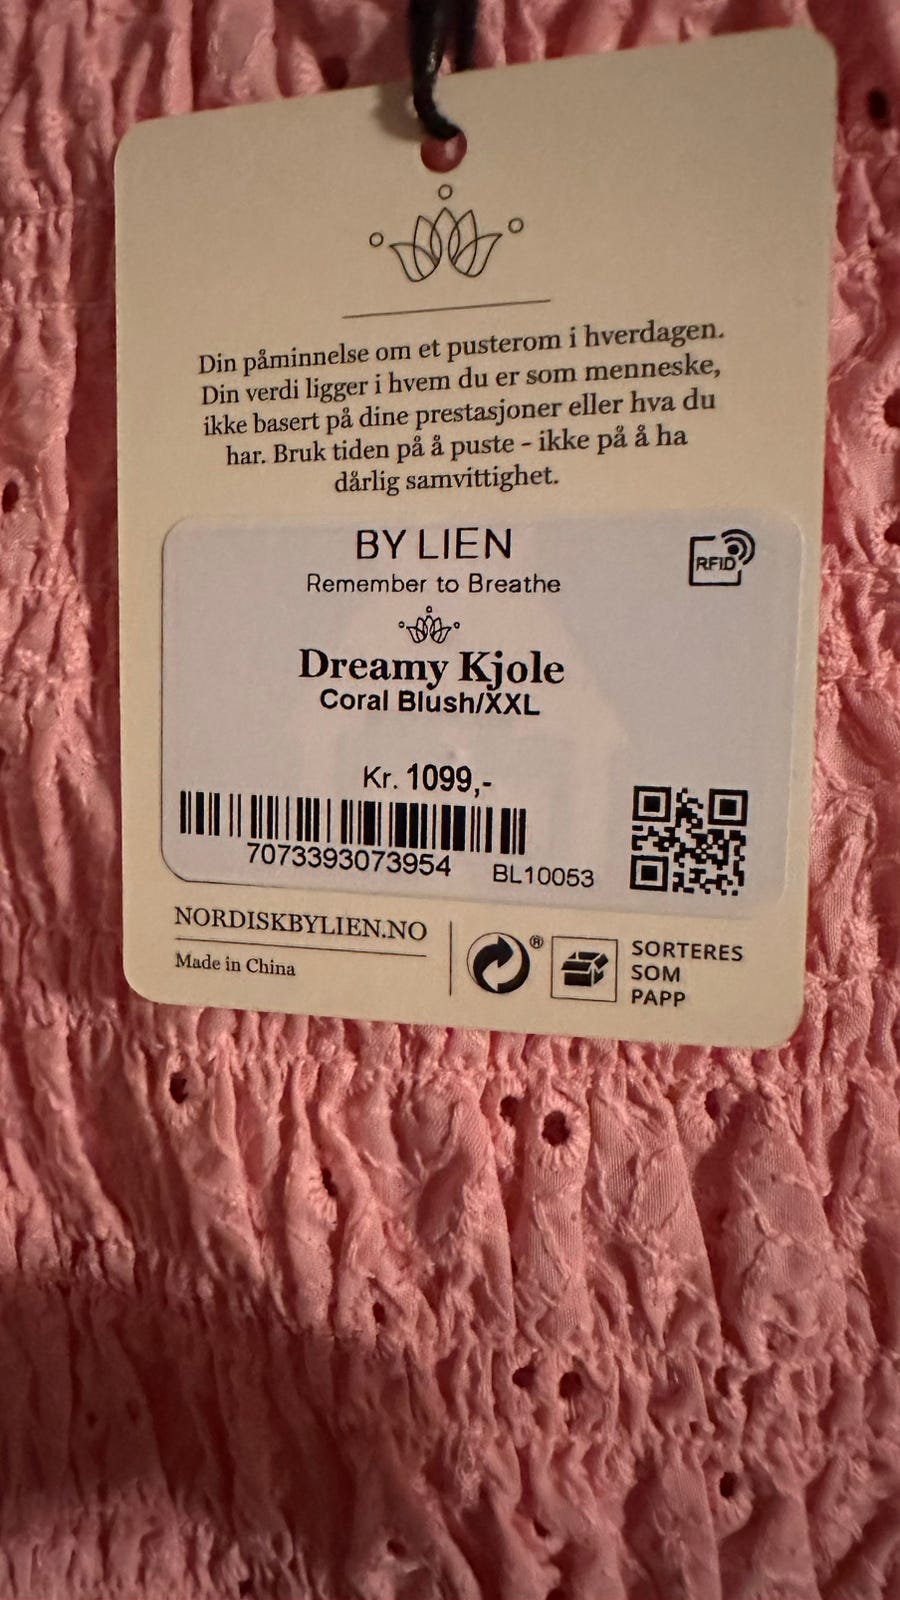 Din påminnelse om et pusterom i hverdagen.
Din verdi ligger i hvem du er som menneske,
ikke basert på dine prestasjoner eller hva du
har. Bruk tiden på å puste - ikke på å ha
dårlig samvittighet.
BY LIEN
RFID
Remember to Breathe
Dreamy Kjole
Coral Blush/XXL
Kr. 1099,-
7073393073954 BL10053
NORDISKBYLIEN.NO
Made in China
®
SORTERES
SOM
PAPP